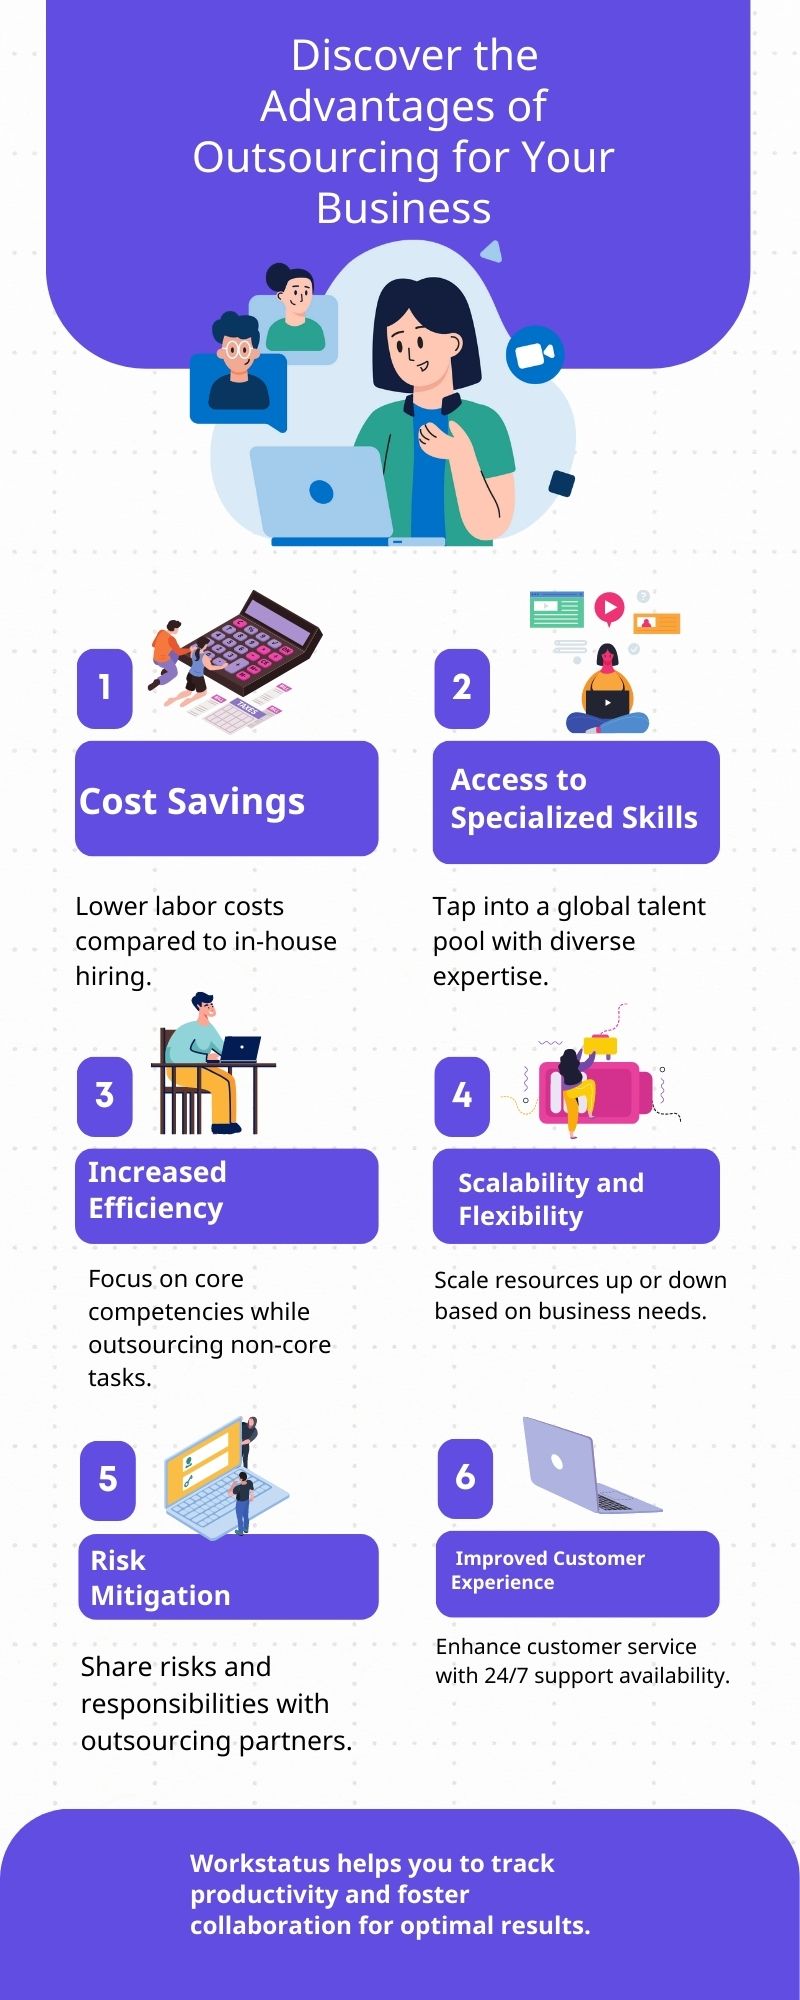 Discover the
Advantages of
Outsourcing for Your
Business
1
Cost Savings
Lower labor costs
compared to in-house
hiring.
2
Access to
Specialized Skills
Tap into a global talent
pool with diverse
expertise.
3
Increased
Efficiency
Focus on core
competencies while
outsourcing non-core
tasks.
4
Scalability and
Flexibility
Scale resources up or down
based on business needs.
5
Risk
Mitigation
Share risks and
responsibilities with
outsourcing partners.
6
Improved Customer
Experience
Enhance customer service
with 24/7 support availability.
Workstatus helps you to track
productivity and foster
collaboration for optimal results.